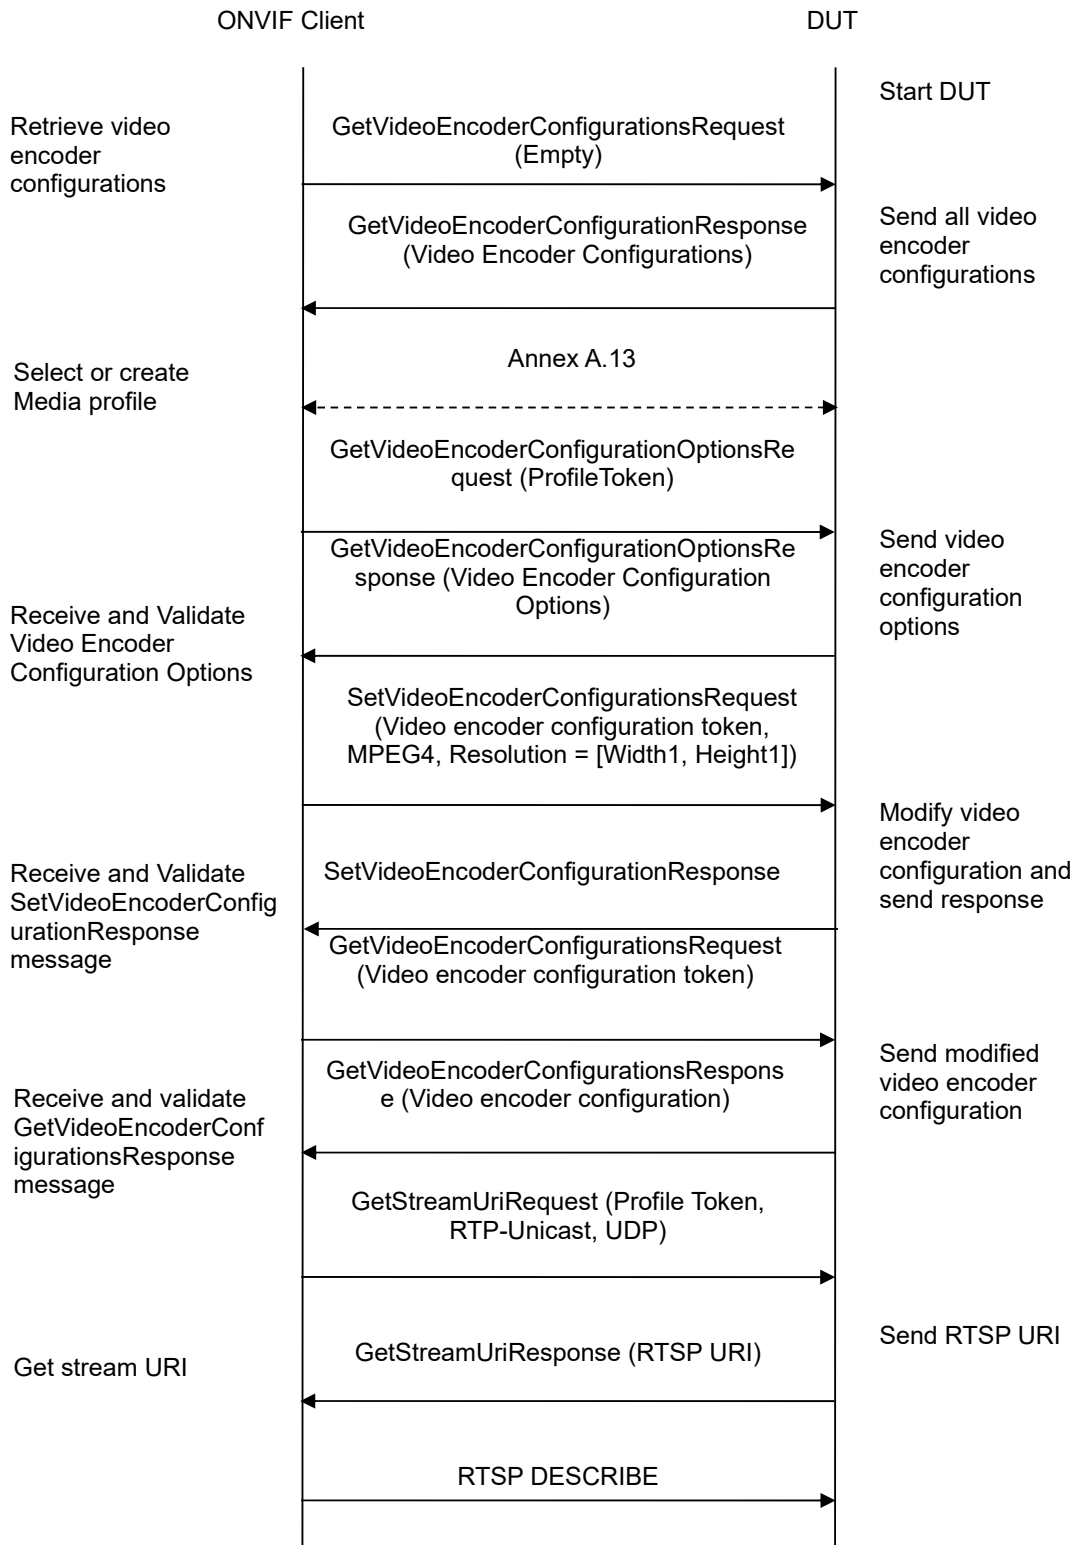 ONVIF Client
DUT
Start DUT
Retrieve video
encoder
configurations
GetVideoEncoderConfigurationsRequest
(Empty)
GetVideoEncoderConfigurationResponse
(Video Encoder Configurations)
Send all video
encoder
configurations
Select or create
Media profile
Annex A.13
GetVideoEncoderConfigurationOptionsRe
quest (ProfileToken)
GetVideoEncoderConfigurationOptionsRe
sponse (Video Encoder Configuration
Options)
Send video
encoder
configuration
options
Receive and Validate
Video Encoder
Configuration Options
SetVideoEncoderConfigurationsRequest
(Video encoder configuration token,
MPEG4, Resolution = [Width1, Height1])
Modify video
encoder
configuration and
send response
Receive and Validate
SetVideoEncoderConfig
urationResponse
message
SetVideoEncoderConfigurationResponse
GetVideoEncoderConfigurationsRequest
(Video encoder configuration token)
Send modified
video encoder
configuration
GetVideoEncoderConfigurationsRespons
e (Video encoder configuration)
Receive and validate
GetVideoEncoderConf
igurationsResponse
message
GetStreamUriRequest (Profile Token,
RTP-Unicast, UDP)
Send RTSP URI
Get stream URI
GetStreamUriResponse (RTSP URI)
RTSP DESCRIBE